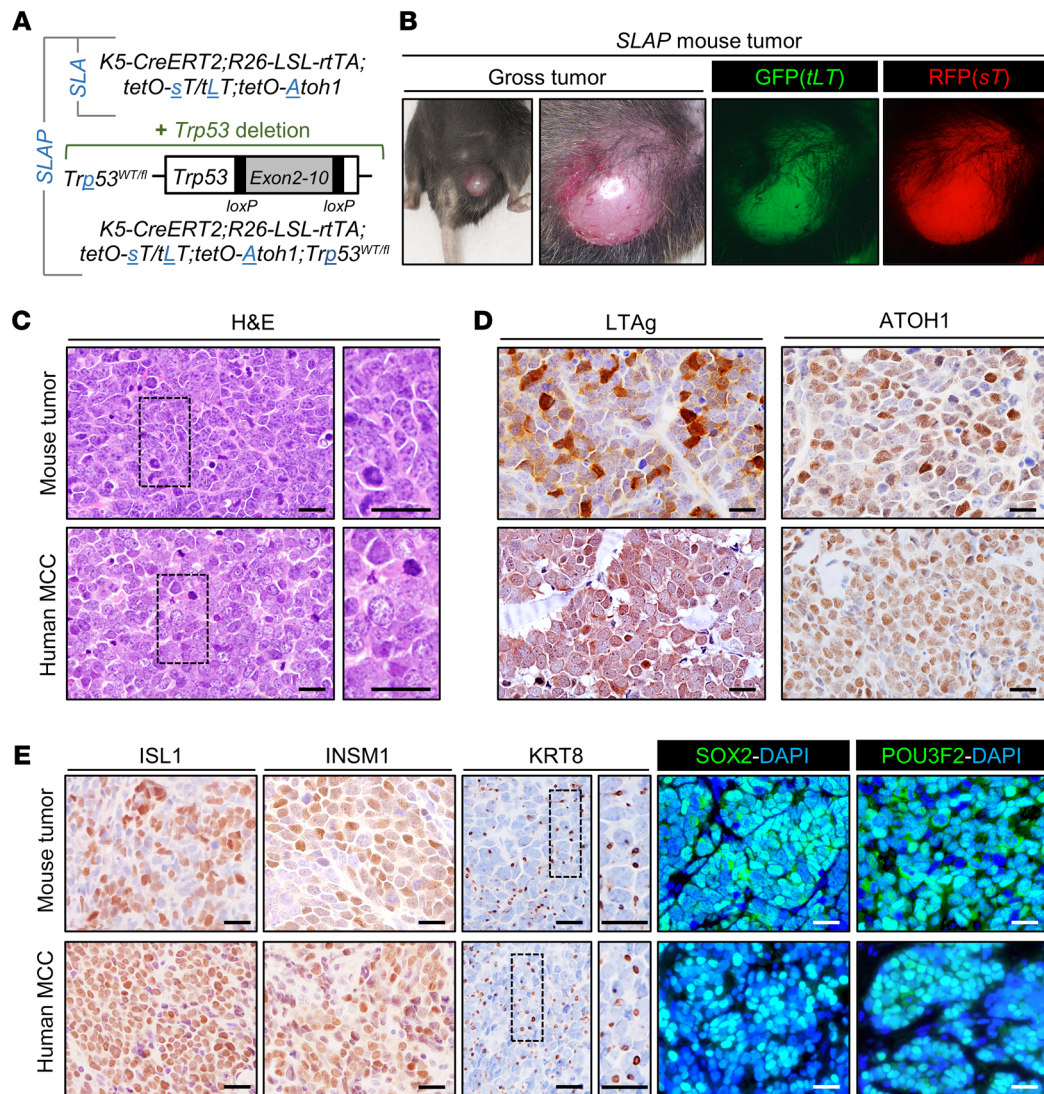 A
SLAP
SLA
K5-CreERT2;R26-LSL-rtTA;
tetO-sT/tLT;tetO-Atoh1
+ Trp53 deletion
Trp53WT/fl
Trp53
Exon2-10
loxP
loxP
K5-CreERT2;R26-LSL-rtTA;
tetO-sT/tLT;tetO-Atoh1;Trp53WT/fl
B
SLAP mouse tumor
Gross tumor
GFP(tLT)
RFP(sT)
C
H&E
Mouse tumor
Human MCC
D
LTAg
ATOH1
E
ISL1
INSM1
KRT8
SOX2-DAPI
POU3F2-DAPI
Mouse tumor
Human MCC